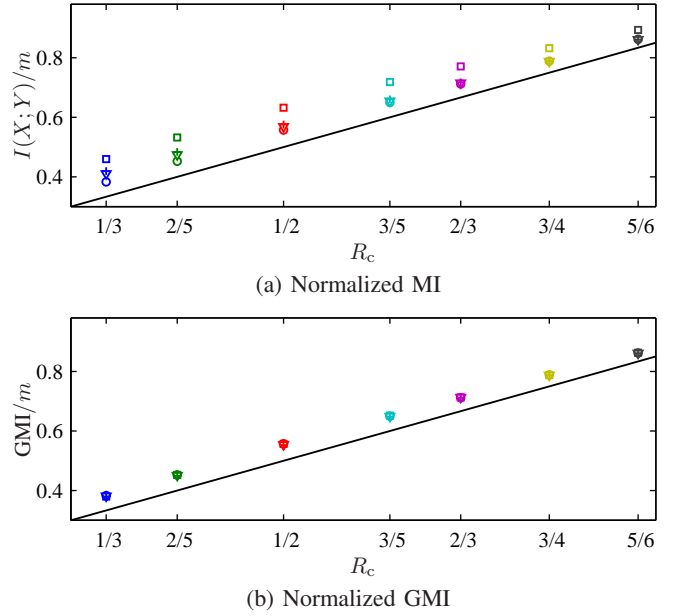 0.8
0.6
0.4
I(X;Y)/m
1/3 2/5 1/2 3/5 2/3 3/4 5/6
R_c
(a) Normalized MI
0.8
0.6
0.4
GMI/m
1/3 2/5 1/2 3/5 2/3 3/4 5/6
R_c
(b) Normalized GMI